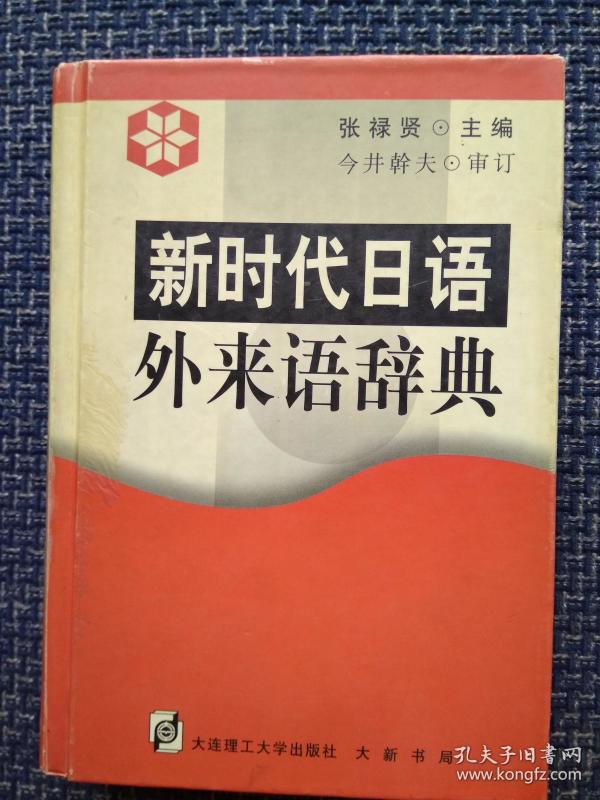 张禄贤⊙主编
今井幹夫⊙审订
新时代日语
外来语辞典
大连理工大学出版社 大新书局
孔夫子旧书网
www.kongfz.com